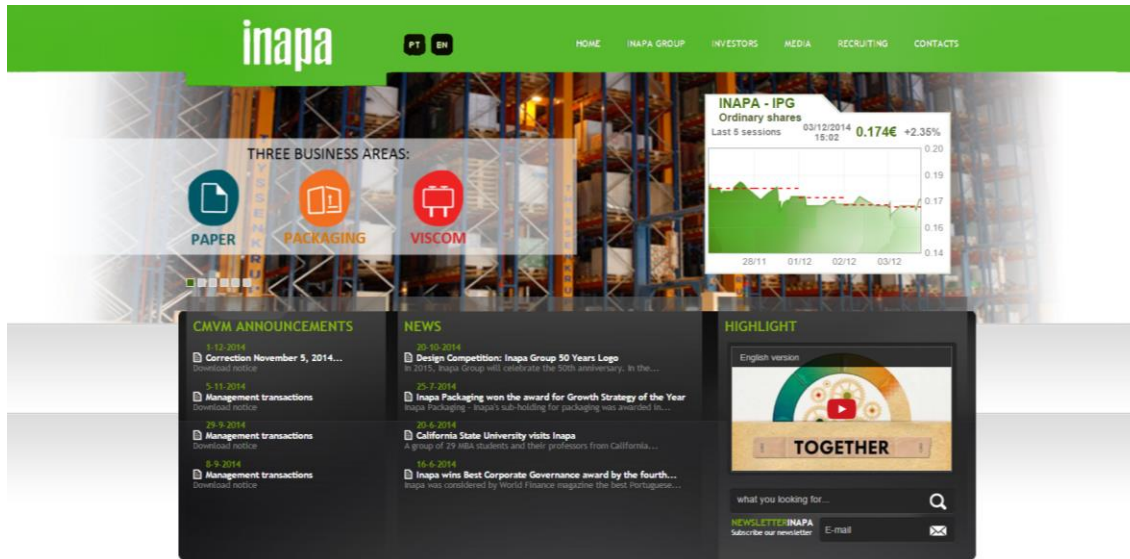 inapa
PT EN
HOME INAPA GROUP INVESTORS MEDIA RECRUITING CONTACTS
INAPA - IPG
Ordinary shares
Last 5 sessions 03/12/2014 15:02 0.174€ +2.35%
0.20
0.19
0.17
0.16
0.14
28/11 01/12 02/12 03/12
THREE BUSINESS AREAS:
PAPER PACKAGING VISCOM
CMVM ANNOUNCEMENTS
1-12-2014
Correction November 5, 2014...
Download notice
5-11-2014
Management transactions
Download notice
29-9-2014
Management transactions
Download notice
8-9-2014
Management transactions
Download notice
NEWS
20-10-2014
Design Competition: Inapa Group 50 Years Logo
In 2015, Inapa Group will celebrate the 50th anniversary. In the...
25-7-2014
Inapa Packaging won the award for Growth Strategy of the Year
Inapa Packaging - Inapa's sub-holding for packaging was awarded in...
20-6-2014
California State University visits Inapa
A group of 29 MBA students and their professors from California...
16-6-2014
Inapa wins Best Corporate Governance award by the fourth...
Inapa was considered by World Finance magazine the best Portuguese...
HIGHLIGHT
English version
TOGETHER
what you looking for...
NEWSLETTERINAPA
Subscribe our newsletter
E-mail